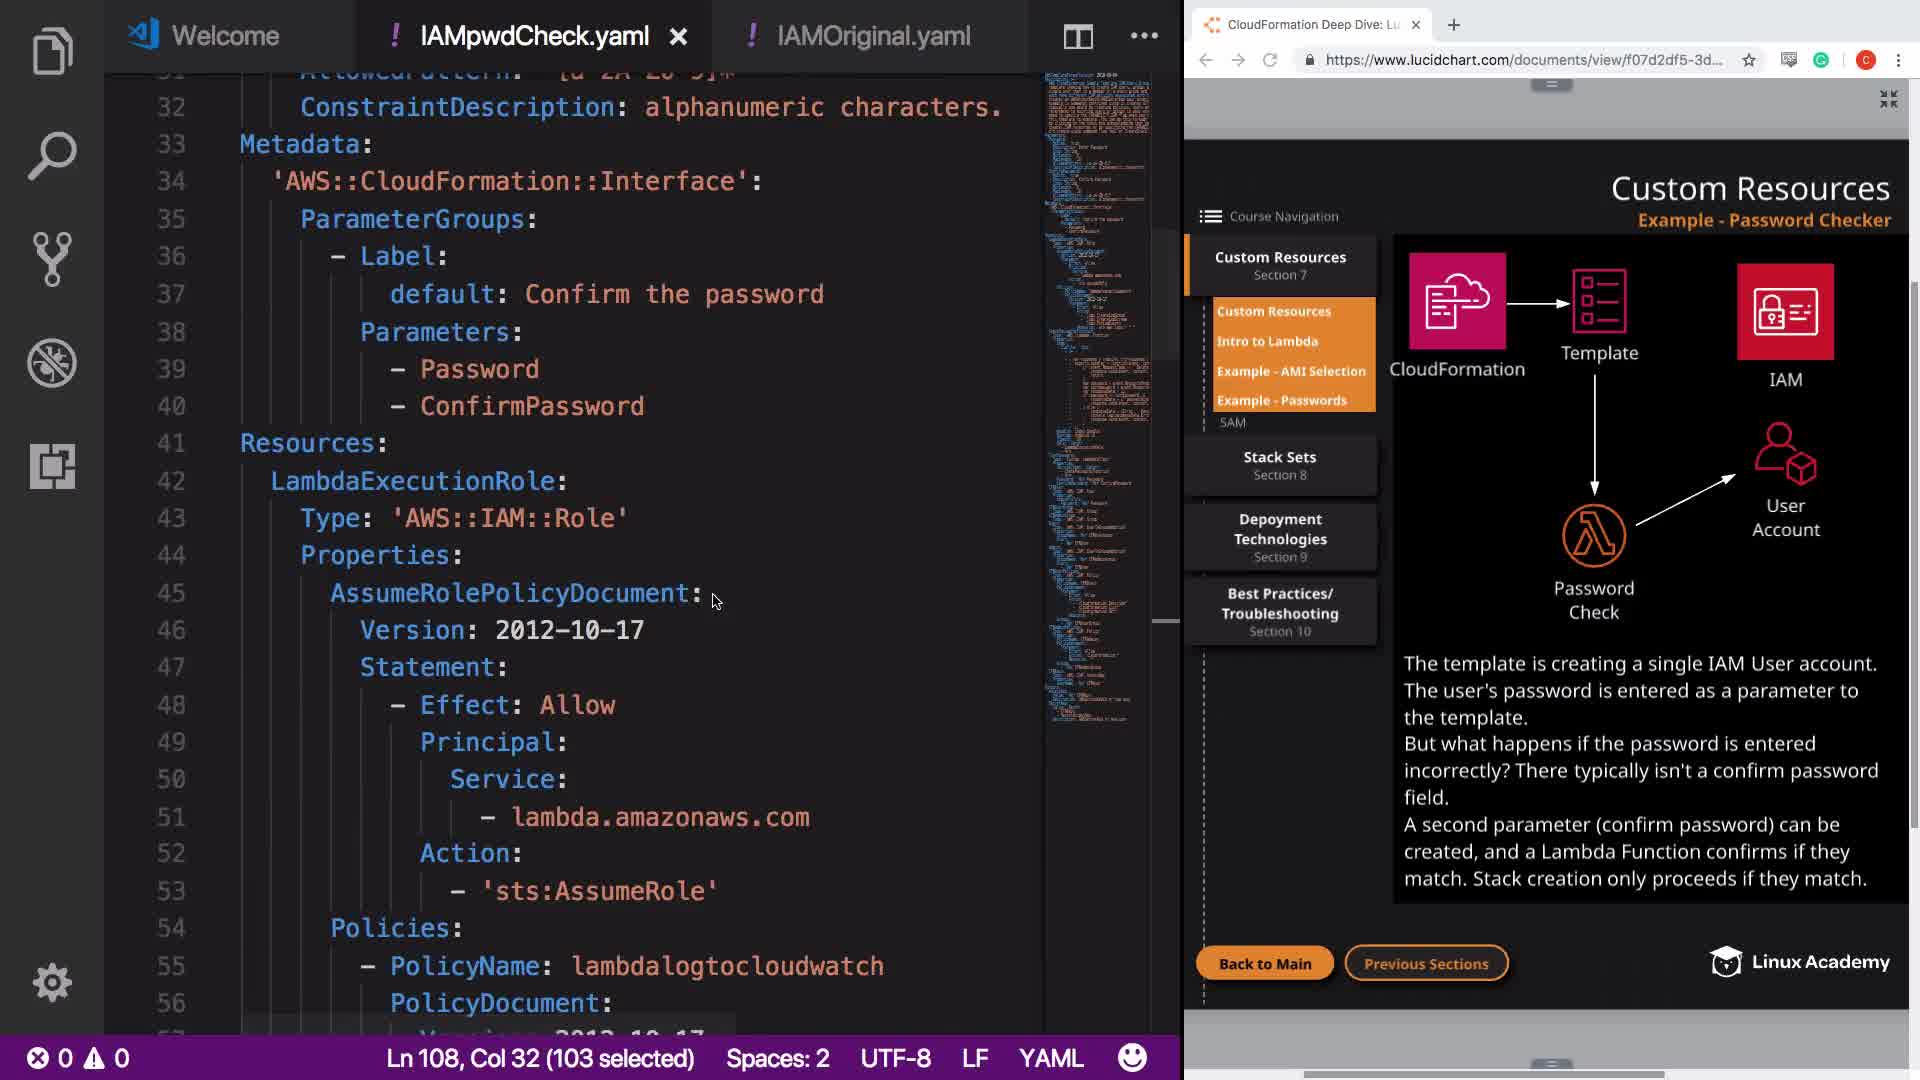 Welcome
! IAMpwdCheck.yaml ×
! IAMOriginal.yaml
32 ConstraintDescription: alphanumeric characters.
33 Metadata:
34 'AWS::CloudFormation::Interface':
35 ParameterGroups:
36 - Label:
37 default: Confirm the password
38 Parameters:
39 - Password
40 - ConfirmPassword
41 Resources:
42 LambdaExecutionRole:
43 Type: 'AWS::IAM::Role'
44 Properties:
45 AssumeRolePolicyDocument:
46 Version: 2012-10-17
47 Statement:
48 - Effect: Allow
49 Principal:
50 Service:
51 - lambda.amazonaws.com
52 Action:
53 - 'sts:AssumeRole'
54 Policies:
55 - PolicyName: lambdalogtocloudwatch
56 PolicyDocument:
0 0
Ln 108, Col 32 (103 selected)
Spaces: 2
UTF-8
LF
YAML
CloudFormation Deep Dive: Lu
https://www.lucidchart.com/documents/view/f07d2df5-3d...
C
Custom Resources
Example - Password Checker
Course Navigation
Custom Resources
Section 7
Custom Resources
Intro to Lambda
Example - AMI Selection
Example - Passwords
SAM
Stack Sets
Section 8
Depoyment
Technologies
Section 9
Best Practices/
Troubleshooting
Section 10
CloudFormation
Template
IAM
User
Account
Password
Check
The template is creating a single IAM User account.
The user's password is entered as a parameter to
the template.
But what happens if the password is entered
incorrectly? There typically isn't a confirm password
field.
A second parameter (confirm password) can be
created, and a Lambda Function confirms if they
match. Stack creation only proceeds if they match.
Back to Main
Previous Sections
Linux Academy